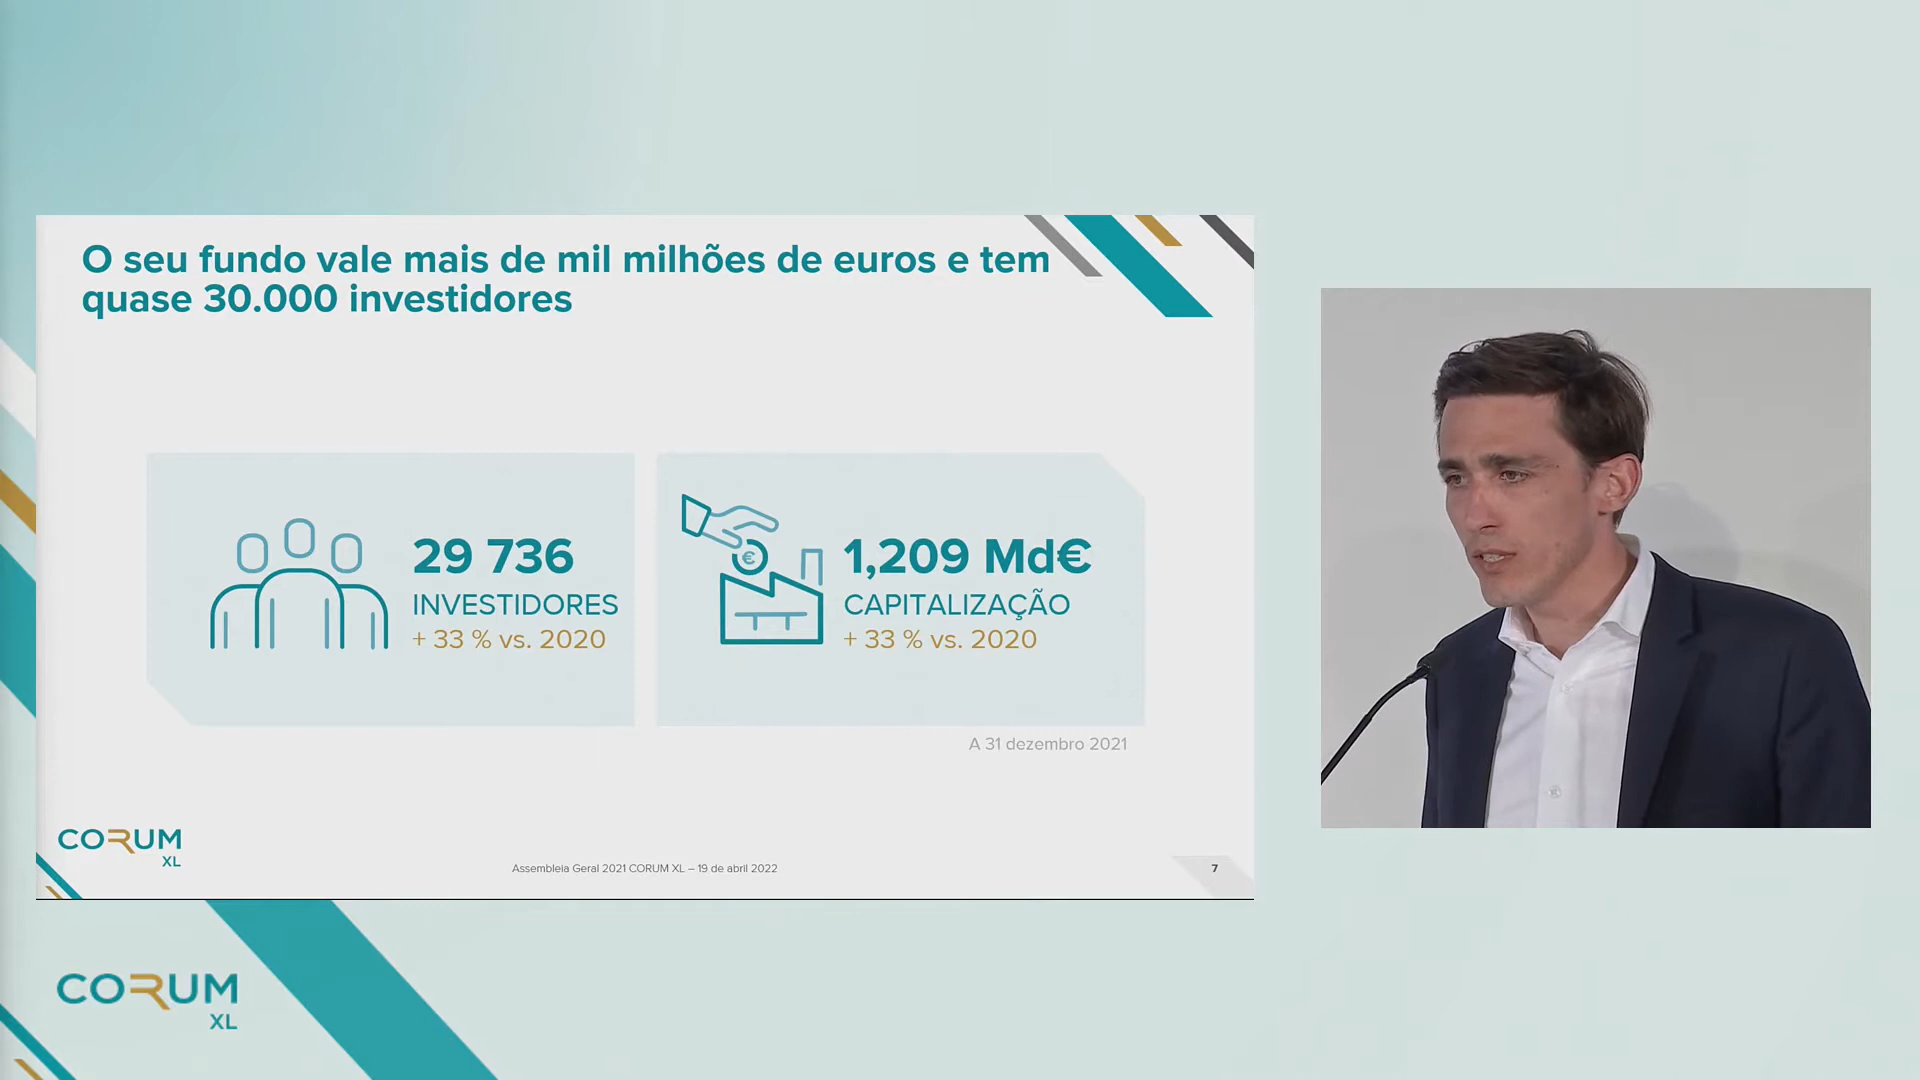 O seu fundo vale mais de mil milhões de euros e tem
quase 30.000 investidores
29 736
INVESTIDORES
+ 33 % vs. 2020
€
1,209 Md€
CAPITALIZAÇÃO
+ 33 % vs. 2020
A 31 dezembro 2021
CORUM
XL
Assembleia Geral 2021 CORUM XL – 19 de abril 2022
7
CORUM
XL